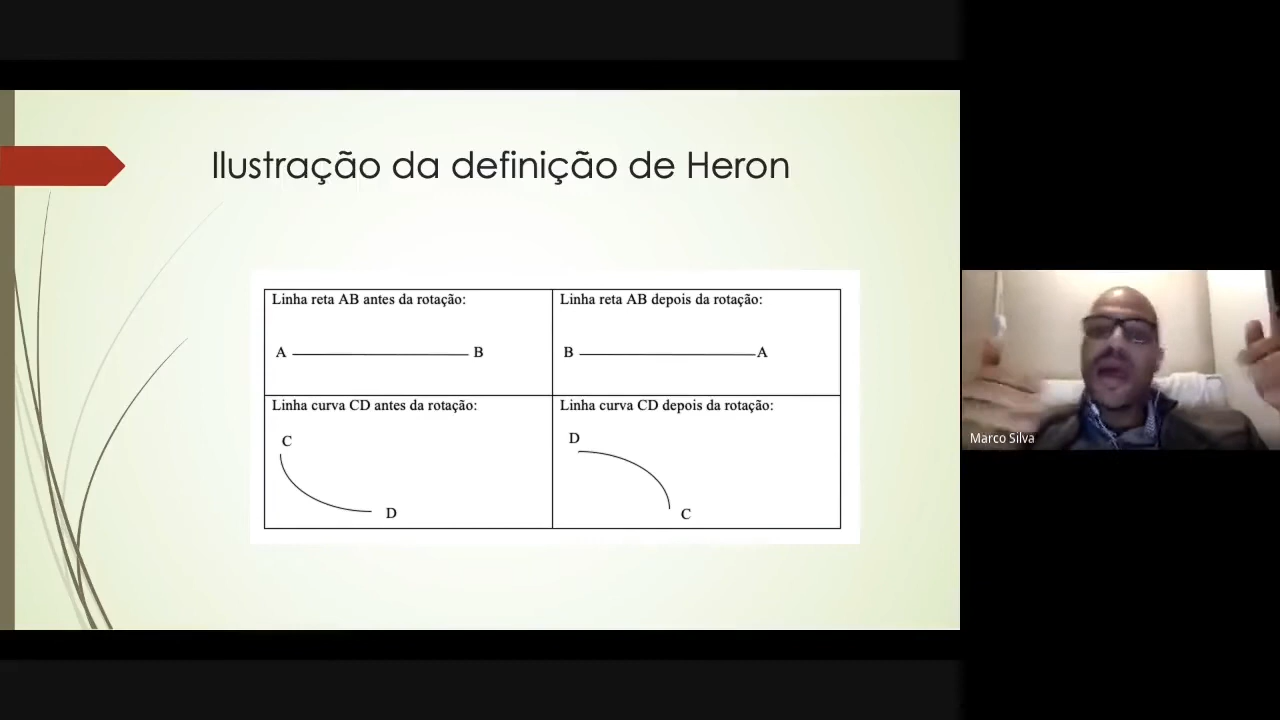 Ilustração da definição de Heron
Linha reta AB antes da rotação:
A B
Linha reta AB depois da rotação:
B A
Linha curva CD antes da rotação:
C
D
Linha curva CD depois da rotação:
D
C
Marco Silva